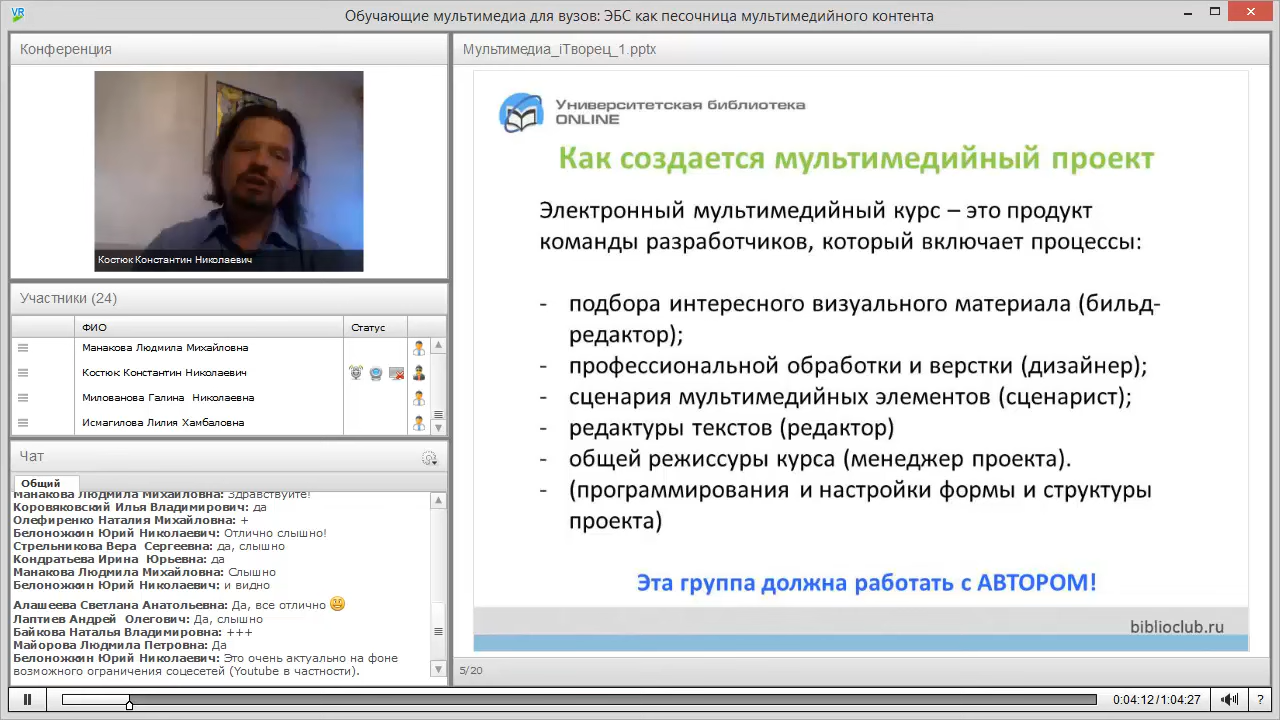 VR
Обучающие мультимедиа для вузов: ЭБС как песочница мультимедийного контента
Конференция
Костюк Константин Николаевич
Участники (24)
ФИО
Статус
Манакова Людмила Михайловна
Костюк Константин Николаевич
Милованова Галина Николаевна
Исмагилова Лилия Хамбаловна
Чат
Общий
Манакова Людмила Михайловна: Здравствуйте!
Коровяковский Илья Владимирович: да
Олефиренко Наталия Михайловна: +
Белоножкин Юрий Николаевич: Отлично слышно!
Стрельникова Вера Сергеевна: да, слышно
Кондратьева Ирина Юрьевна: да
Манакова Людмила Михайловна: Слышно
Белоножкин Юрий Николаевич: и видно
Алашеева Светлана Анатольевна: Да, все отлично
Лаптиев Андрей Олегович: Да, слышно
Байкова Наталья Владимировна: +++
Майорова Людмила Петровна: Да
Белоножкин Юрий Николаевич: Это очень актуально на фоне
возможного ограничения соцсетей (Youtube в частности).
Мультимедиа_iТворец_1.pptx
Университетская библиотека
ONLINE
Как создается мультимедийный проект
Электронный мультимедийный курс – это продукт
команды разработчиков, который включает процессы:
- подбора интересного визуального материала (бильд-
редактор);
- профессиональной обработки и верстки (дизайнер);
- сценария мультимедийных элементов (сценарист);
- редактуры текстов (редактор)
- общей режиссуры курса (менеджер проекта).
- (программирования и настройки формы и структуры
проекта)
Эта группа должна работать с АВТОРОМ!
biblioclub.ru
5/20
0:04:12/1:04:27
?